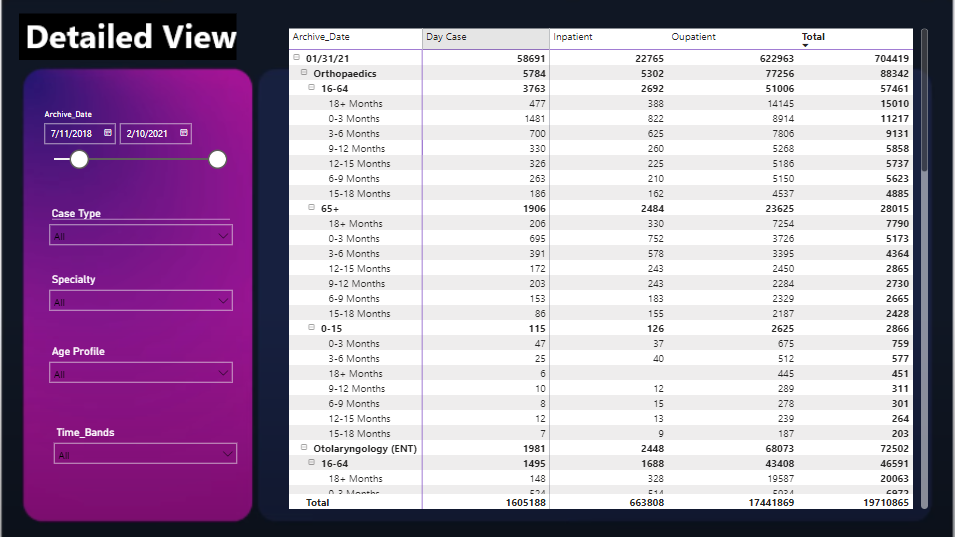 Detailed View
Archive_Date
7/11/2018 2/10/2021
Case Type
All
Specialty
All
Age Profile
All
Time_Bands
All
Archive_Date Day Case Inpatient Oupatient Total
01/31/21 58691 22765 622963 704419
Orthopaedics 5784 5302 77256 88342
16-64 3763 2692 51006 57461
18+ Months 477 388 14145 15010
0-3 Months 1481 822 8914 11217
3-6 Months 700 625 7806 9131
9-12 Months 330 260 5268 5858
12-15 Months 326 225 5186 5737
6-9 Months 263 210 5150 5623
15-18 Months 186 162 4537 4885
65+ 1906 2484 23625 28015
18+ Months 206 330 7254 7790
0-3 Months 695 752 3726 5173
3-6 Months 391 578 3395 4364
12-15 Months 172 243 2450 2865
9-12 Months 203 243 2284 2730
6-9 Months 153 183 2329 2665
15-18 Months 86 155 2187 2428
0-15 115 126 2625 2866
0-3 Months 47 37 675 759
3-6 Months 25 40 512 577
18+ Months 6 445 451
9-12 Months 10 12 289 311
6-9 Months 8 15 278 301
12-15 Months 12 13 239 264
15-18 Months 7 9 187 203
Otolaryngology (ENT) 1981 2448 68073 72502
16-64 1495 1688 43408 46591
18+ Months 148 328 19587 20063
0-3 Months 524 514
Total 1605188 663808 17441869 19710865